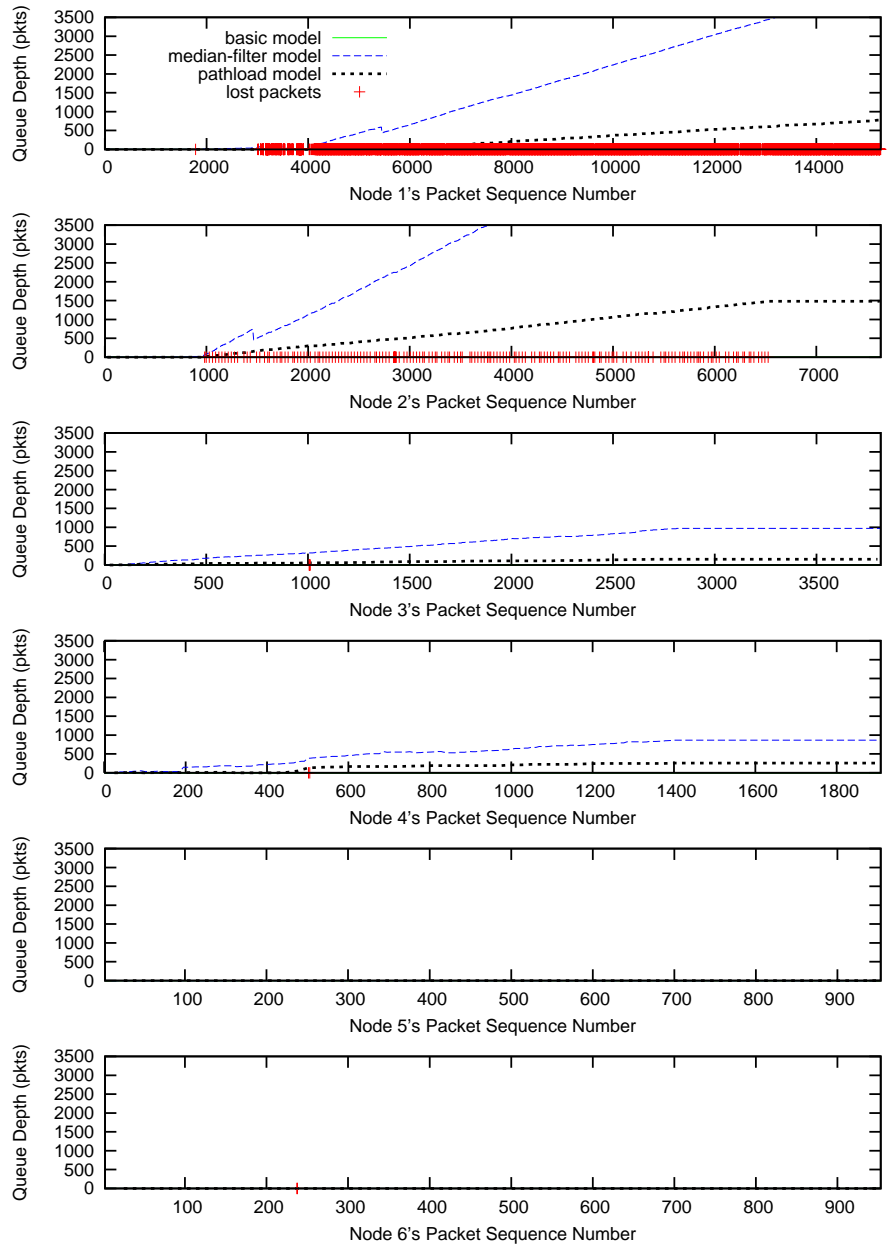 3500
3000
2500
2000
1500
1000
500
0
Queue Depth (pkts)
basic model
median-filter model
pathload model
lost packets
0 2000 4000 6000 8000 10000 12000 14000
Node 1's Packet Sequence Number
3500
3000
2500
2000
1500
1000
500
0
Queue Depth (pkts)
0 1000 2000 3000 4000 5000 6000 7000
Node 2's Packet Sequence Number
3500
3000
2500
2000
1500
1000
500
0
Queue Depth (pkts)
0 500 1000 1500 2000 2500 3000 3500
Node 3's Packet Sequence Number
3500
3000
2500
2000
1500
1000
500
0
Queue Depth (pkts)
0 200 400 600 800 1000 1200 1400 1600 1800
Node 4's Packet Sequence Number
3500
3000
2500
2000
1500
1000
500
0
Queue Depth (pkts)
100 200 300 400 500 600 700 800 900
Node 5's Packet Sequence Number
3500
3000
2500
2000
1500
1000
500
0
Queue Depth (pkts)
100 200 300 400 500 600 700 800 900
Node 6's Packet Sequence Number